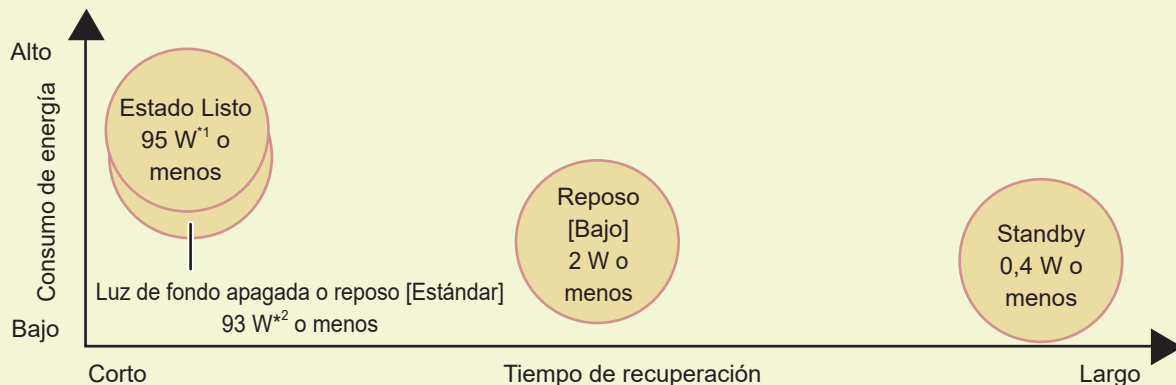 Alto
Consumo de energía
Bajo
Estado Listo
95 W*1 o
menos
Luz de fondo apagada o reposo [Estándar]
93 W*2 o menos
Reposo
[Bajo]
2 W o
menos
Standby
0,4 W o
menos
Corto
Tiempo de recuperación
Largo